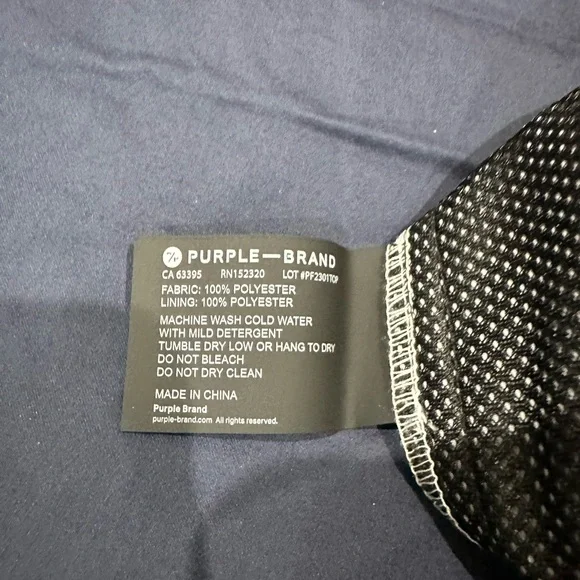 PURPLE—BRAND
CA 63395 RN152320 LOT #PF2301TOP
FABRIC: 100% POLYESTER
LINING: 100% POLYESTER
MACHINE WASH COLD WATER
WITH MILD DETERGENT
TUMBLE DRY LOW OR HANG TO DRY
DO NOT BLEACH
DO NOT DRY CLEAN
MADE IN CHINA
Purple Brand
purple-brand.com All rights reserved.